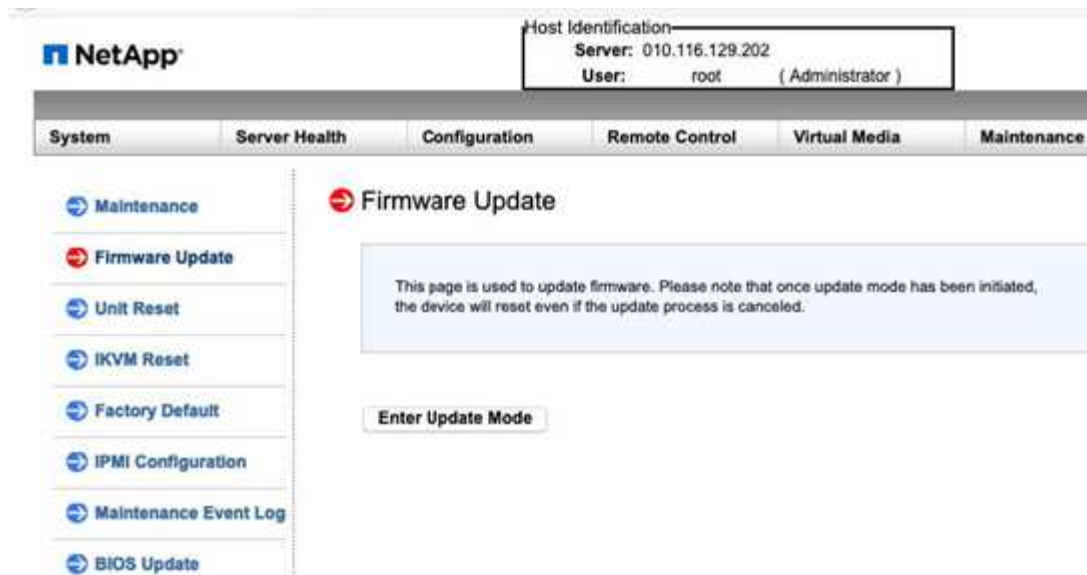 NetApp
Host Identification
Server: 010.116.129.202
User: root ( Administrator )
System Server Health Configuration Remote Control Virtual Media Maintenance
Maintenance
Firmware Update
Unit Reset
IKVM Reset
Factory Default
IPMI Configuration
Maintenance Event Log
BIOS Update
Firmware Update
This page is used to update firmware. Please note that once update mode has been initiated,
the device will reset even if the update process is canceled.
Enter Update Mode